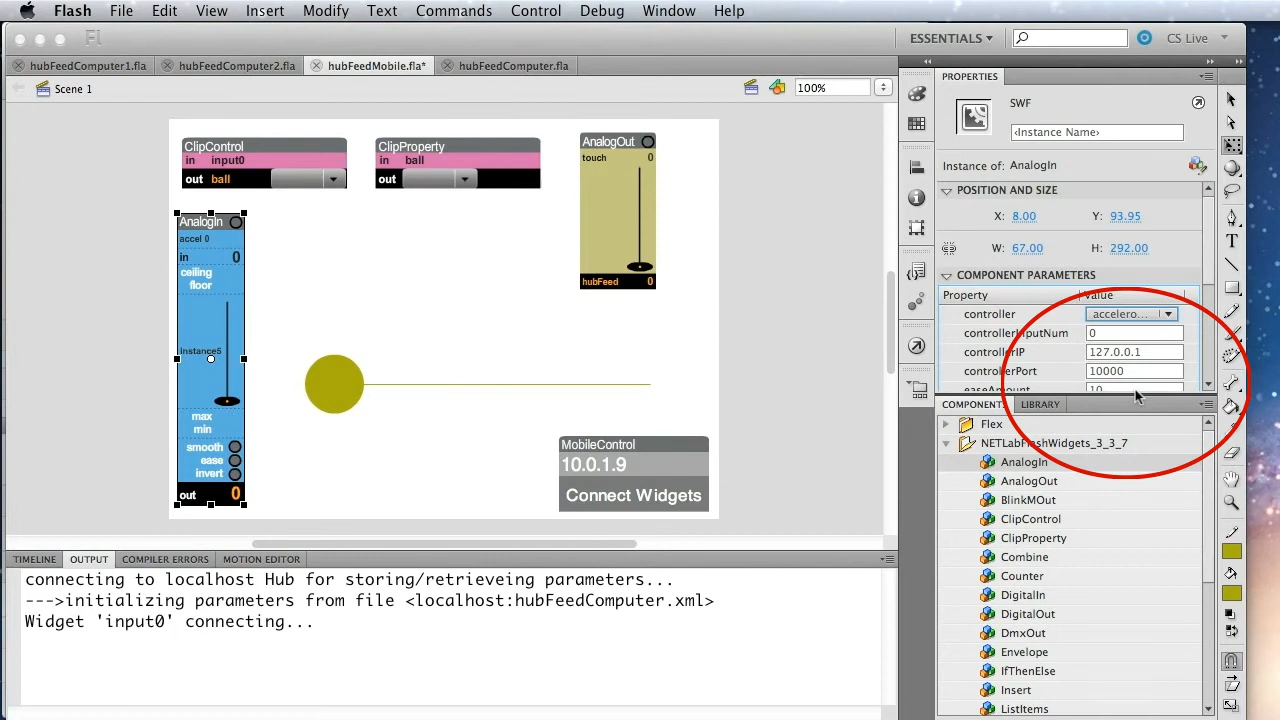 Flash File Edit View Insert Modify Text Commands Control Debug Window Help
Fl ESSENTIALS CS Live
hubFeedComputer1.fla hubFeedComputer2.fla hubFeedMobile.fla* hubFeedComputer.fla
Scene 1 100%
ClipControl
in input0
out ball
ClipProperty
in ball
out
AnalogOut
touch 0
hubFeed 0
AnalogIn
accel 0
in 0
ceiling
floor
Instance5
max
min
smooth
ease
invert
out 0
MobileControl
10.0.1.9
Connect Widgets
TIMELINE OUTPUT COMPILER ERRORS MOTION EDITOR
connecting to localhost Hub for storing/retrieveing parameters...
--->initializing parameters from file <localhost:hubFeedComputer.xml>
Widget 'input0' connecting...
PROPERTIES
SWF
<Instance Name>
Instance of: AnalogIn
POSITION AND SIZE
X: 8.00 Y: 93.95
W: 67.00 H: 292.00
COMPONENT PARAMETERS
Property Value
controller accelero...
controllerInputNum 0
controllerIP 127.0.0.1
controllerPort 10000
easeAmount 10
COMPONENTS LIBRARY
Flex
NETLabFlashWidgets_3_3_7
AnalogIn
AnalogOut
BlinkMOut
ClipControl
ClipProperty
Combine
Counter
DigitalIn
DigitalOut
DmxOut
Envelope
IfThenElse
Insert
ListItems